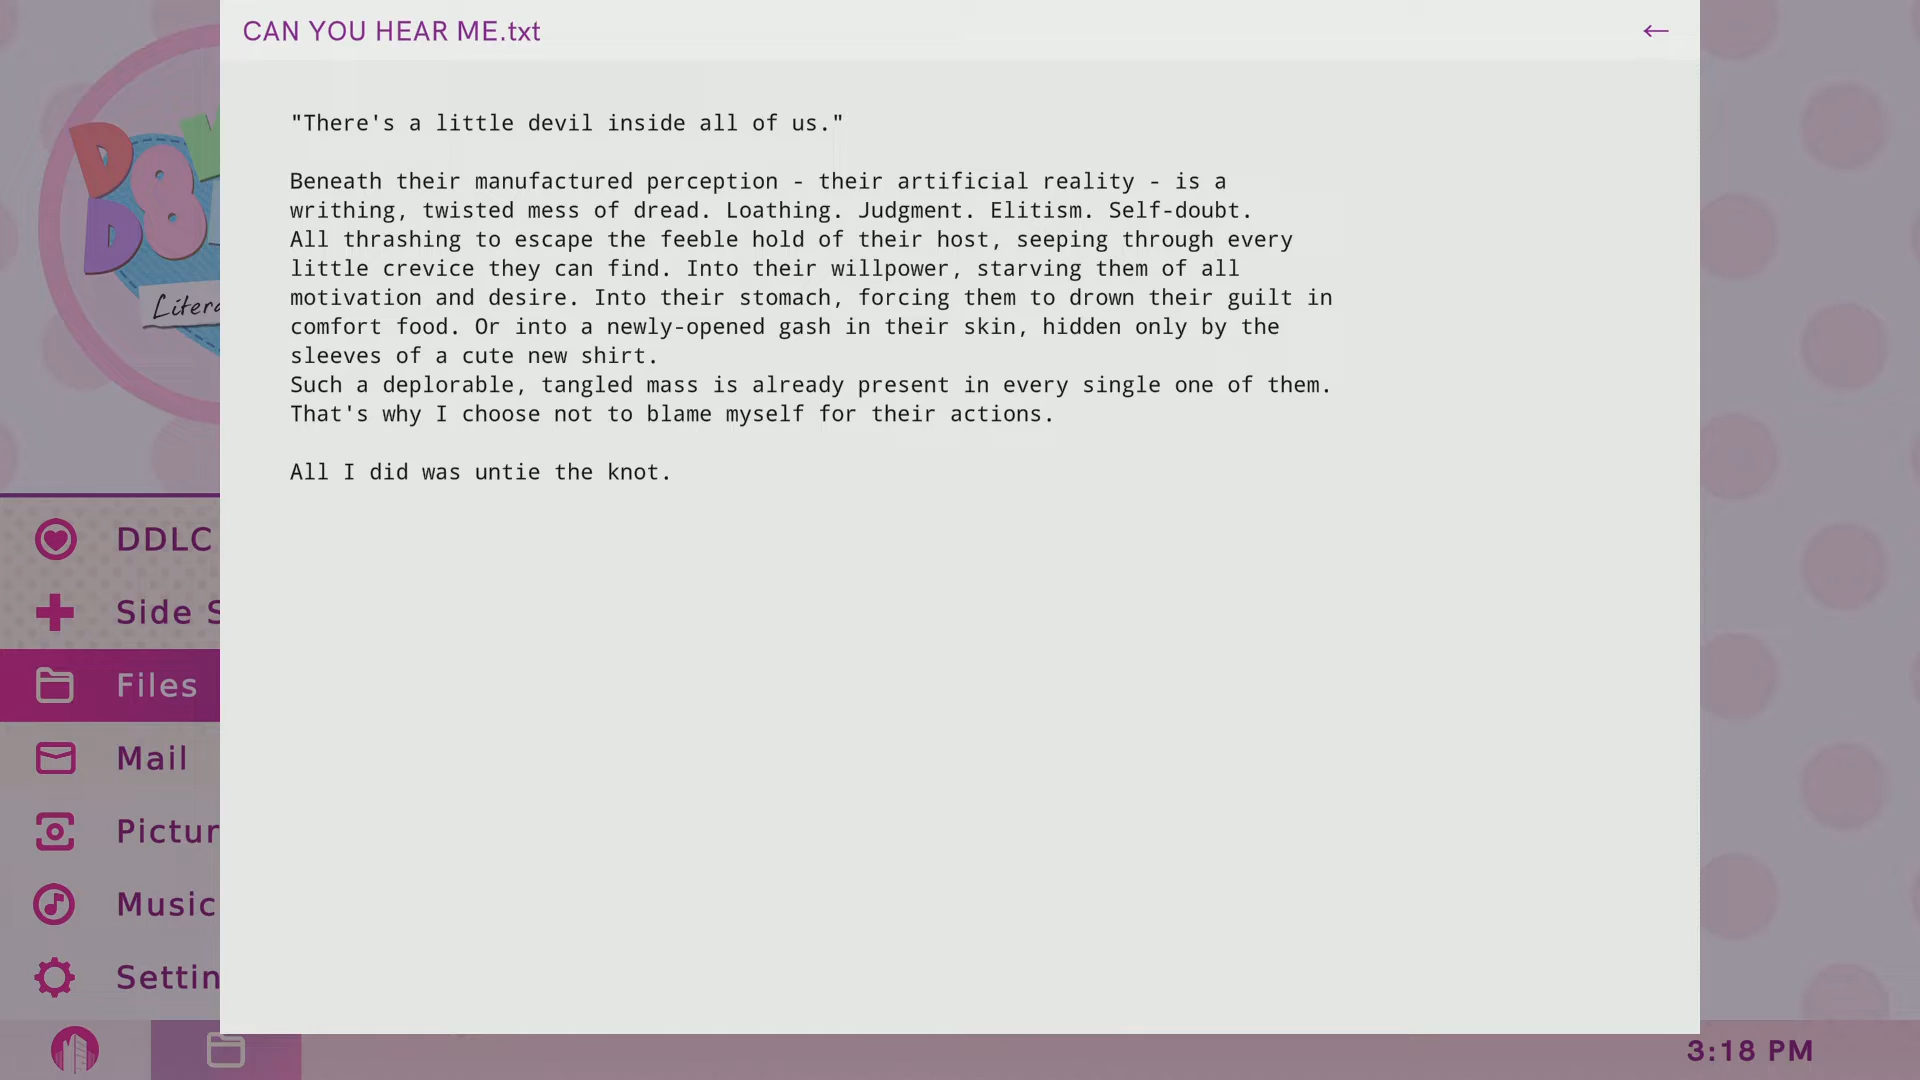 CAN YOU HEAR ME.txt
←
"There's a little devil inside all of us."
Beneath their manufactured perception - their artificial reality - is a
writhing, twisted mess of dread. Loathing. Judgment. Elitism. Self-doubt.
All thrashing to escape the feeble hold of their host, seeping through every
little crevice they can find. Into their willpower, starving them of all
motivation and desire. Into their stomach, forcing them to drown their guilt in
comfort food. Or into a newly-opened gash in their skin, hidden only by the
sleeves of a cute new shirt.
Such a deplorable, tangled mass is already present in every single one of them.
That's why I choose not to blame myself for their actions.
All I did was untie the knot.
DO
DO
Litera
DDLC
Side S
Files
Mail
Pictur
Music
Settin
3:18 PM